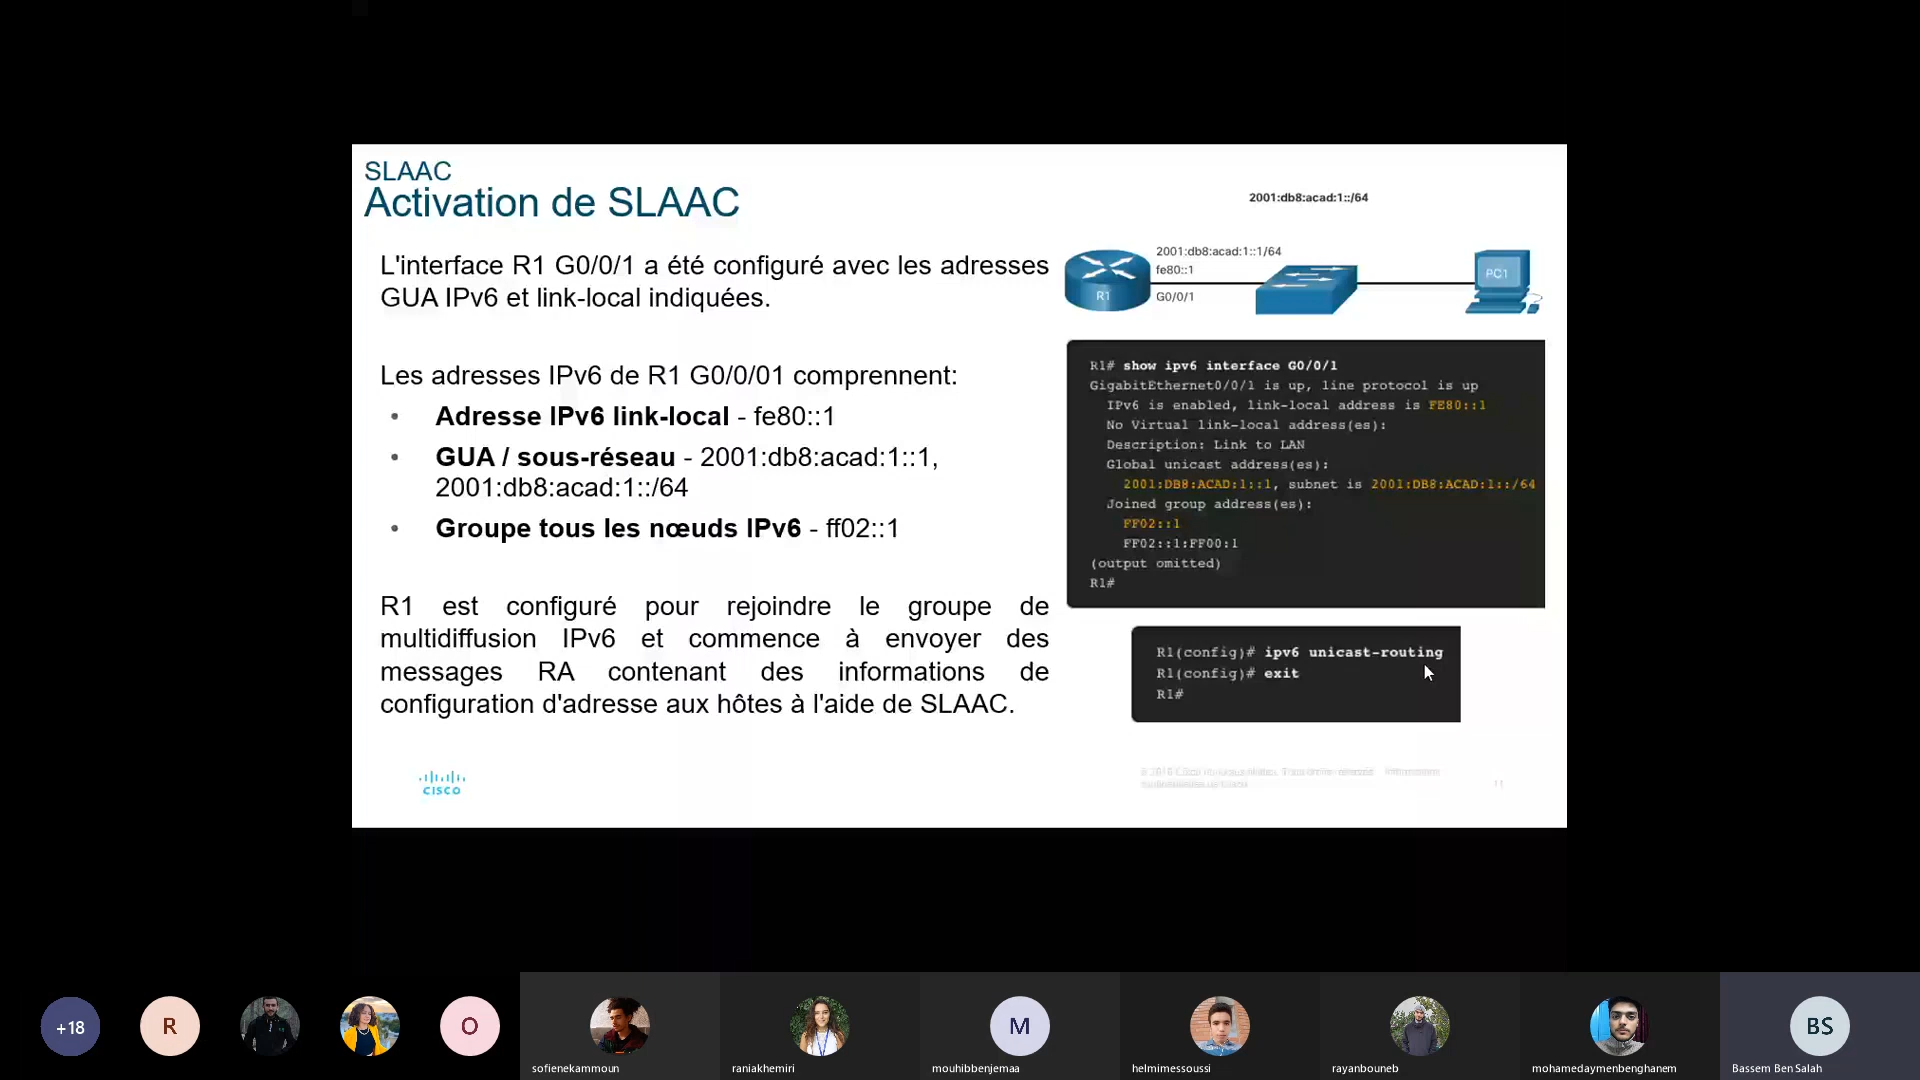 SLAAC
Activation de SLAAC
L'interface R1 G0/0/1 a été configuré avec les adresses
GUA IPv6 et link-local indiquées.
Les adresses IPv6 de R1 G0/0/01 comprennent:
• Adresse IPv6 link-local - fe80::1
• GUA / sous-réseau - 2001:db8:acad:1::1,
2001:db8:acad:1::/64
• Groupe tous les nœuds IPv6 - ff02::1
R1 est configuré pour rejoindre le groupe de
multidiffusion IPv6 et commence à envoyer des
messages RA contenant des informations de
configuration d'adresse aux hôtes à l'aide de SLAAC.
2001:db8:acad:1::/64
2001:db8:acad:1::1/64
fe80::1
G0/0/1
R1
PC1
R1# show ipv6 interface G0/0/1
GigabitEthernet0/0/1 is up, line protocol is up
IPv6 is enabled, link-local address is FE80::1
No Virtual link-local address(es):
Description: Link to LAN
Global unicast address(es):
2001:DB8:ACAD:1::1, subnet is 2001:DB8:ACAD:1::/64
Joined group address(es):
FF02::1
FF02::1:FF00:1
(output omitted)
R1#
R1(config)# ipv6 unicast-routing
R1(config)# exit
R1#
CISCO
11
+18
R
O
sofienekammoun
raniakhemiri
M
mouhibbenjemaa
helmimessoussi
rayanbouneb
mohamedaymenbenghanem
BS
Bassem Ben Salah